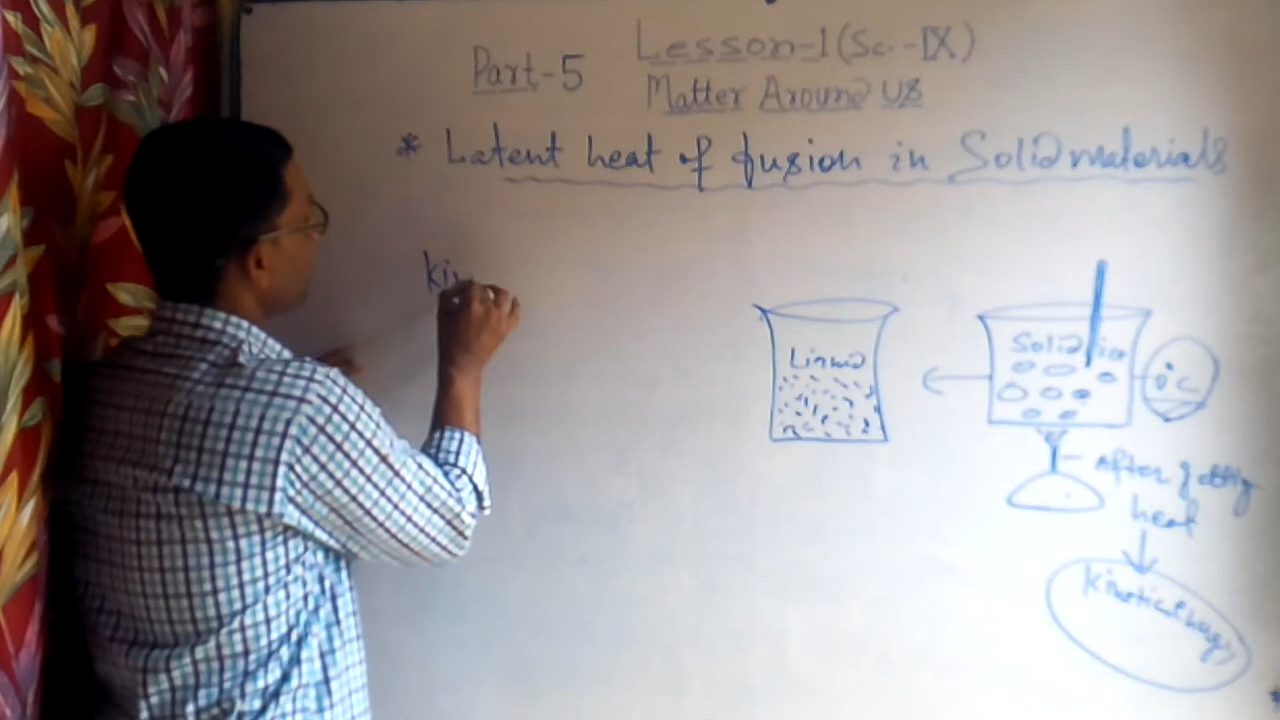 Part-5
Lesson-1 (Sc.-IX)
Matter Around US
* Latent heat of fusion in Solid materials
ki
Liquid
Solid ice
0°C
After getting
heat
kinetic Energy